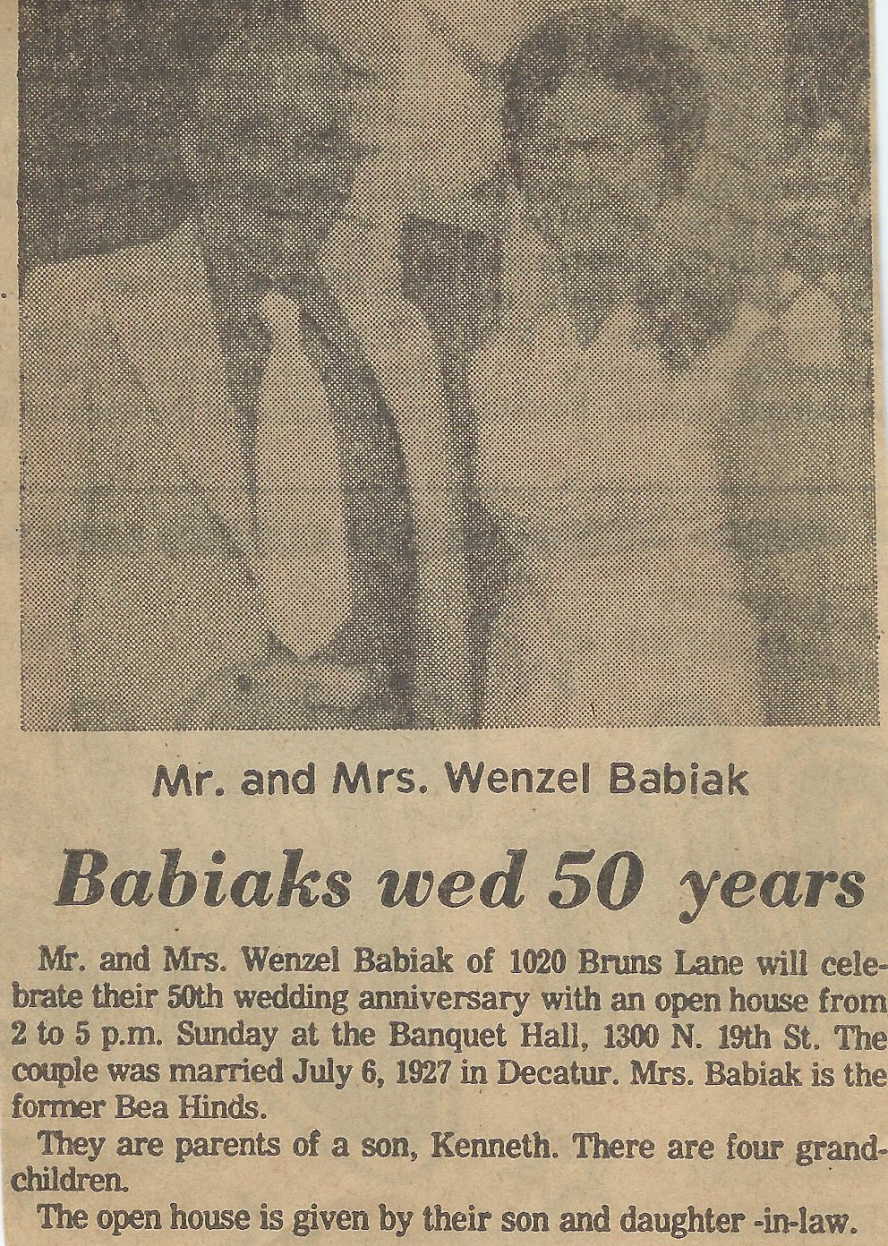 Mr. and Mrs. Wenzel Babiak
Babiaks wed 50 years
Mr. and Mrs. Wenzel Babiak of 1020 Bruns Lane will cele-
brate their 50th wedding anniversary with an open house from
2 to 5 p.m. Sunday at the Banquet Hall, 1300 N. 19th St. The
couple was married July 6, 1927 in Decatur. Mrs. Babiak is the
former Bea Hinds.
They are parents of a son, Kenneth. There are four grand-
children.
The open house is given by their son and daughter -in-law.